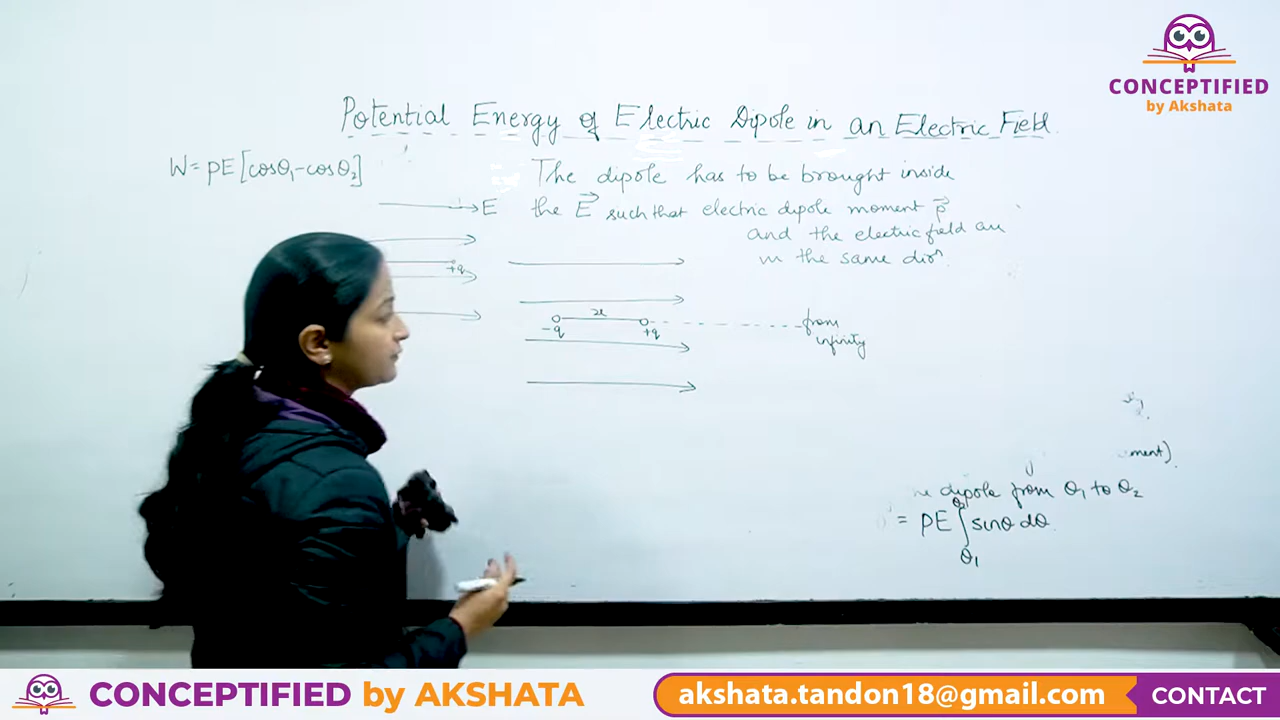 CONCEPTIFIED
by Akshata
Potential Energy of Electric Dipole in an Electric Field
W = pE[cosθ₁-cosθ₂]
The dipole has to be brought inside
the E⃗ such that electric dipole moment p⃗
and the electric field are
in the same dirⁿ.
E
+q
-q
+q
from
infinity
ment).
dipole from θ₁ to θ₂
= pE ∫ sinθ dθ
θ₁
CONCEPTIFIED by AKSHATA
akshata.tandon18@gmail.com
CONTACT